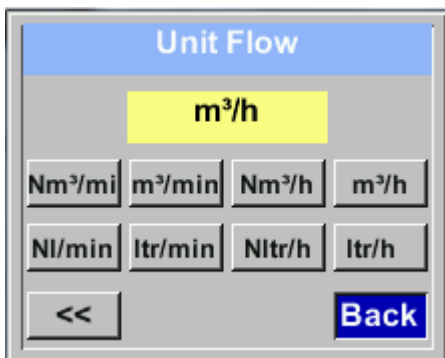 Unit Flow
m³/h
Nm³/mi m³/min Nm³/h m³/h
Nl/min ltr/min Nltr/h ltr/h
<< Back